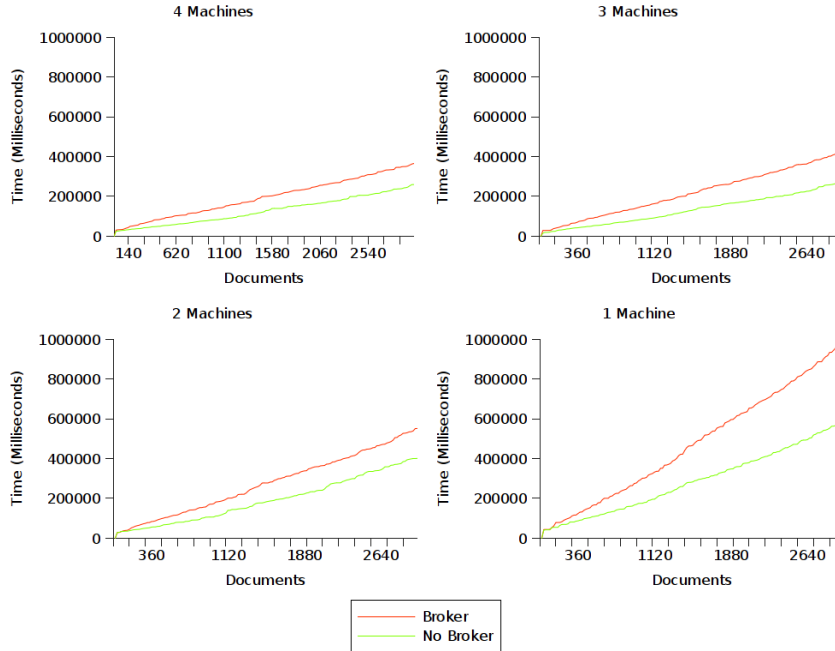 4 Machines
1000000
800000
600000
400000
200000
0
Time (Milliseconds)
140 620 1100 1580 2060 2540
Documents
3 Machines
1000000
800000
600000
400000
200000
0
Time (Milliseconds)
360 1120 1880 2640
Documents
2 Machines
1000000
800000
600000
400000
200000
0
Time (Milliseconds)
360 1120 1880 2640
Documents
1 Machine
1000000
800000
600000
400000
200000
0
Time (Milliseconds)
360 1120 1880 2640
Documents
Broker
No Broker